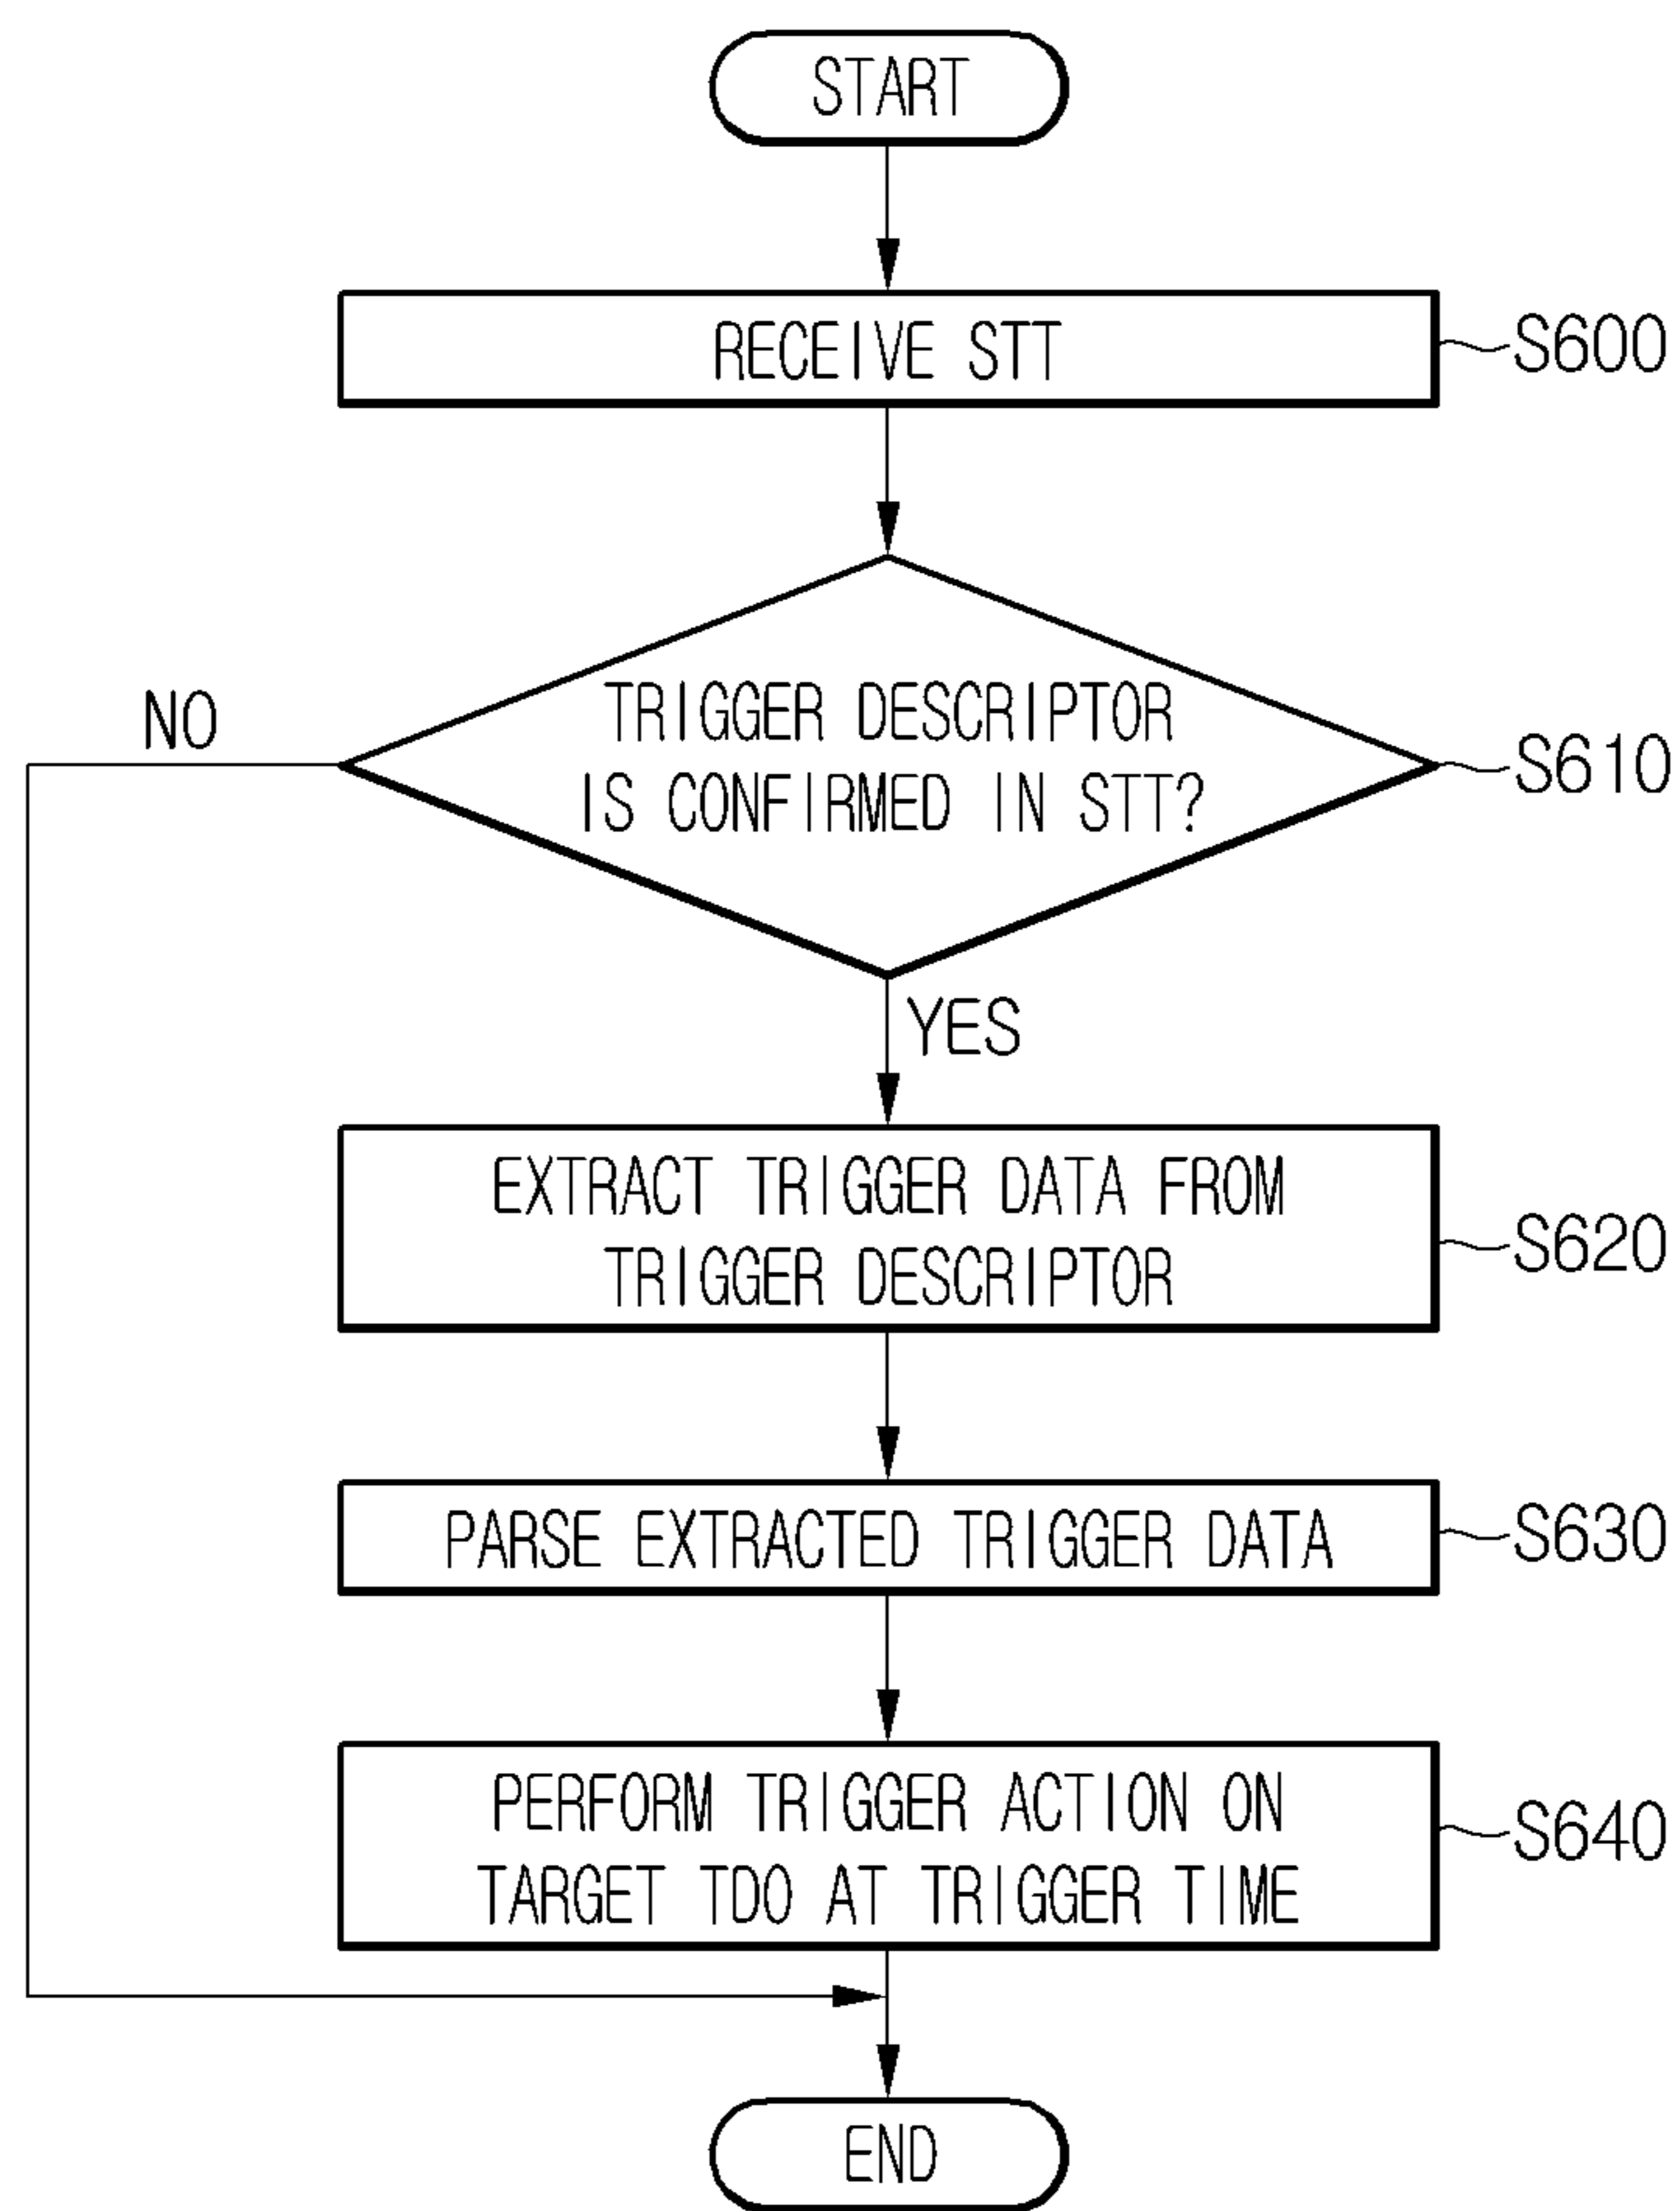 START
RECEIVE STT
S600
TRIGGER DESCRIPTOR
IS CONFIRMED IN STT?
S610
NO
YES
EXTRACT TRIGGER DATA FROM
TRIGGER DESCRIPTOR
S620
PARSE EXTRACTED TRIGGER DATA
S630
PERFORM TRIGGER ACTION ON
TARGET TDO AT TRIGGER TIME
S640
END